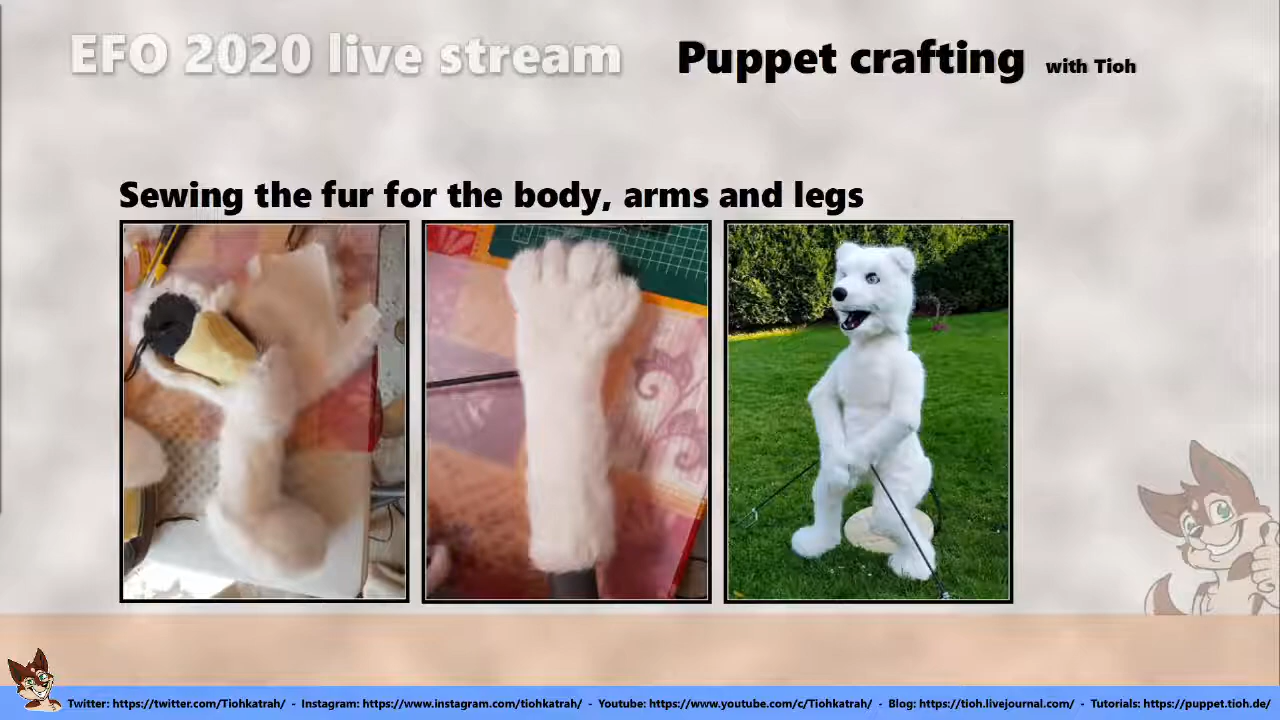 EFO 2020 live stream
Puppet crafting with Tioh
Sewing the fur for the body, arms and legs
Twitter: https://twitter.com/Tiohkatrah/ - Instagram: https://www.instagram.com/tiohkatrah/ - Youtube: https://www.youtube.com/c/Tiohkatrah/ - Blog: https://tioh.livejournal.com/ - Tutorials: https://puppet.tioh.de/